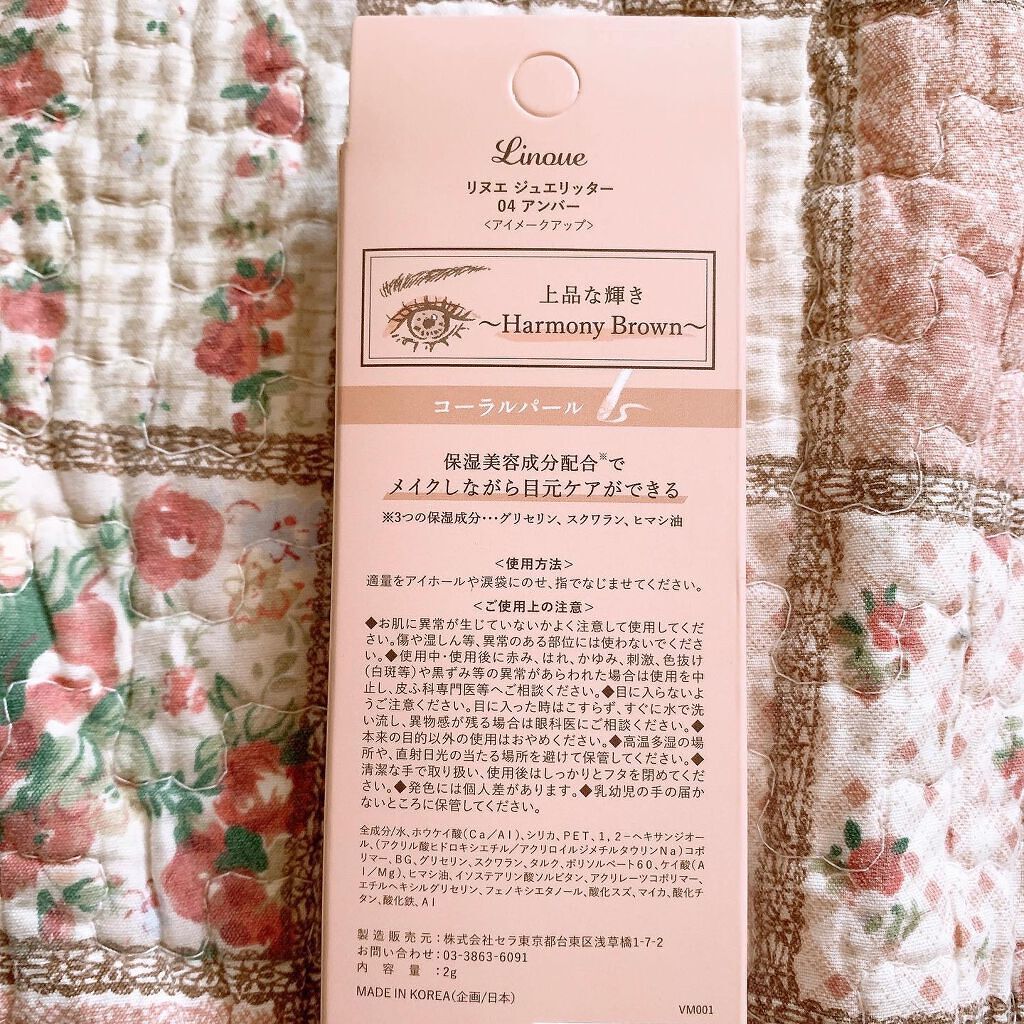 Linoue
リヌエ ジュエリッター
04 アンバー
<アイメークアップ>
上品な輝き
～Harmony Brown～
コーラルパール
保湿美容成分配合※で
メイクしながら目元ケアができる
※3つの保湿成分･･･グリセリン、スクワラン、ヒマシ油
<使用方法>
適量をアイホールや涙袋にのせ、指でなじませてください。
<ご使用上の注意>
◆お肌に異常が生じていないかよく注意して使用してくだ
さい。傷や湿しん等、異常のある部位には使わないでくださ
い。◆使用中・使用後に赤み、はれ、かゆみ、刺激、色抜け
(白斑等)や黒ずみ等の異常があらわれた場合は使用を中
止し、皮ふ科専門医等へご相談ください。◆目に入らないよ
うご注意ください。目に入った時はこすらず、すぐに水で洗
い流し、異物感が残る場合は眼科医にご相談ください。◆
本来の目的以外の使用はおやめください。◆高温多湿の場
所や、直射日光の当たる場所を避けて保管してください。◆
清潔な手で取り扱い、使用後はしっかりとフタを閉めてくだ
さい。◆発色には個人差があります。◆乳幼児の手の届か
ないところに保管してください。
全成分/水、ホウケイ酸(Ca/Al)、シリカ、PET、1,2-ヘキサンジオー
ル、(アクリル酸ヒドロキシエチル/アクリロイルジメチルタウリンNa)コポ
リマー、BG、グリセリン、スクワラン、タルク、ポリソルベート60、ケイ酸(A
l/Mg)、ヒマシ油、イソステアリン酸ソルビタン、アクリレーツコポリマー、
エチルヘキシルグリセリン、フェノキシエタノール、酸化スズ、マイカ、酸化チ
タン、酸化鉄、Al
製造販売元：株式会社セラ東京都台東区浅草橋1-7-2
お問い合わせ：03-3863-6091
内容量：2g
MADE IN KOREA(企画/日本)
VM001